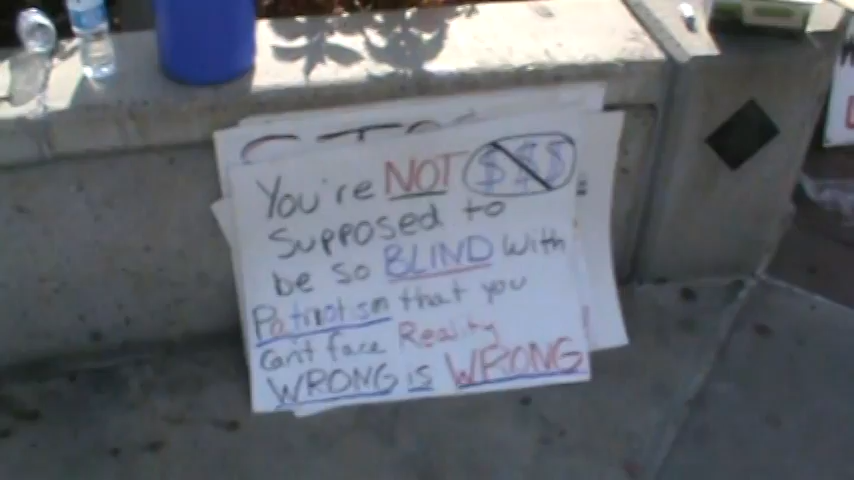 You're NOT $$$
supposed to
be so BLIND with
Patriotism that you
can't face Reality
WRONG is WRONG